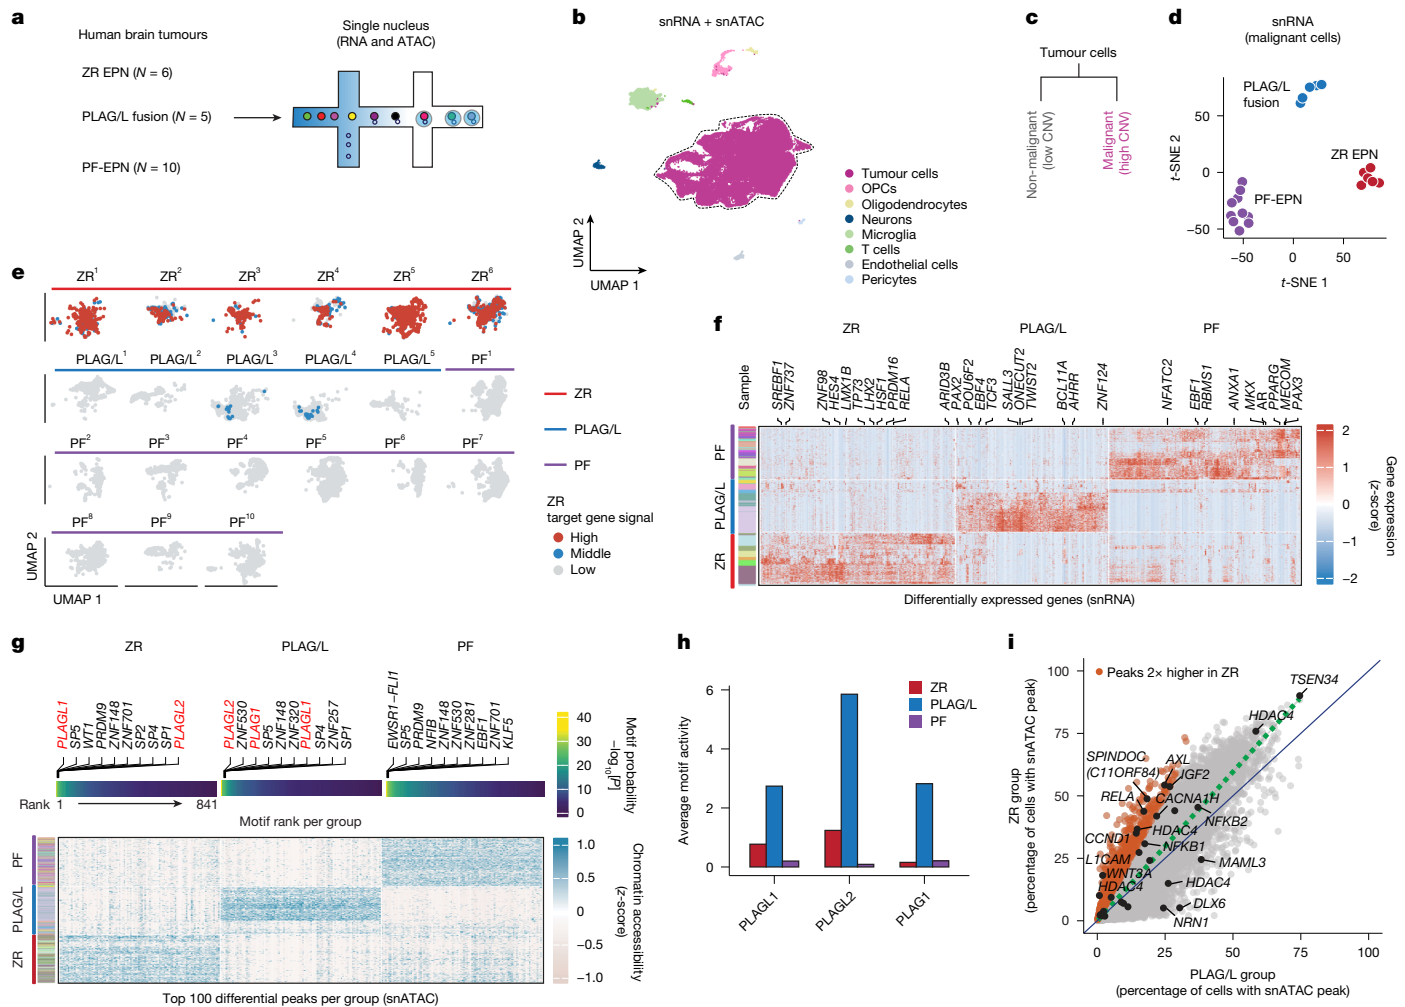 a
Human brain tumours
ZR EPN (N = 6)
PLAG/L fusion (N = 5)
PF-EPN (N = 10)
Single nucleus
(RNA and ATAC)
b
snRNA + snATAC
Tumour cells
OPCs
Oligodendrocytes
Neurons
Microglia
T cells
Endothelial cells
Pericytes
UMAP 2
UMAP 1
c
Tumour cells
Non-malignant
(low CNV)
Malignant
(high CNV)
d
snRNA
(malignant cells)
PLAG/L
fusion
ZR EPN
PF-EPN
t-SNE 2
50
0
−50
−50
0
50
t-SNE 1
e
ZR1
ZR2
ZR3
ZR4
ZR5
ZR6
PLAG/L1
PLAG/L2
PLAG/L3
PLAG/L4
PLAG/L5
PF1
PF2
PF3
PF4
PF5
PF6
PF7
PF8
PF9
PF10
UMAP 2
UMAP 1
ZR
PLAG/L
PF
ZR
target gene signal
High
Middle
Low
f
ZR
PLAG/L
PF
Sample
SREBF1
ZNF737
ZNF98
HES4
LMX1B
TP73
LHX2
HSF1
PRDM16
RELA
ARID3B
PAX2
POU6F2
EBF4
TCF3
SALL3
ONECUT2
TWIST2
BCL11A
AHRR
ZNF124
NFATC2
EBF1
RBMS1
ANXA1
MKX
AR
PPARG
MECOM
PAX3
PF
PLAG/L
ZR
Differentially expressed genes (snRNA)
2
1
0
−1
−2
Gene expression
(z-score)
g
ZR
PLAG/L
PF
PLAGL1
SP5
WT1
PRDM9
ZNF148
ZNF701
SP2
SP4
SP1
PLAGL2
PLAGL2
ZNF530
PLAG1
SP5
ZNF148
ZNF320
PLAGL1
SP4
ZNF257
SP1
EWSR1−FLI1
SP5
PRDM9
NFIB
ZNF148
ZNF530
ZNF281
EBF1
ZNF701
KLF5
Rank 1
841
Motif rank per group
40
30
20
10
0
Motif probability
−log10[P]
PF
PLAG/L
ZR
Top 100 differential peaks per group (snATAC)
1.0
0.5
0
−0.5
−1.0
Chromatin accessibility
(z-score)
h
Average motif activity
6
4
2
0
PLAGL1
PLAGL2
PLAG1
ZR
PLAG/L
PF
i
ZR group
(percentage of cells with snATAC peak)
100
75
50
25
0
Peaks 2× higher in ZR
TSEN34
HDAC4
SPINDOC
(C11ORF84)
AXL
IGF2
RELA
CACNA1H
NFKB2
HDAC4
CCND1
NFKB1
L1CAM
MAML3
WNT3A
HDAC4
HDAC4
DLX6
NRN1
0
25
50
75
100
PLAG/L group
(percentage of cells with snATAC peak)